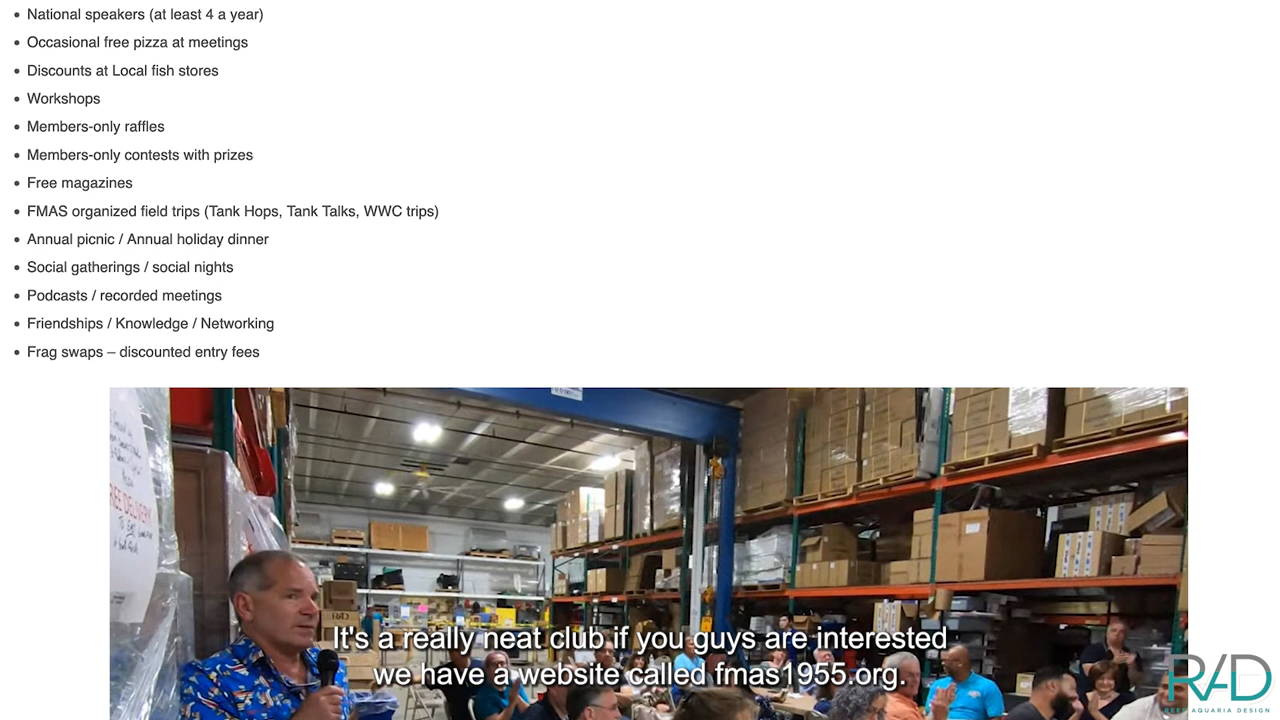 National speakers (at least 4 a year)
Occasional free pizza at meetings
Discounts at Local fish stores
Workshops
Members-only raffles
Members-only contests with prizes
Free magazines
FMAS organized field trips (Tank Hops, Tank Talks, WWC trips)
Annual picnic / Annual holiday dinner
Social gatherings / social nights
Podcasts / recorded meetings
Friendships / Knowledge / Networking
Frag swaps – discounted entry fees
It's a really neat club if you guys are interested
we have a website called fmas1955.org.
RAD
REEF AQUARIA DESIGN